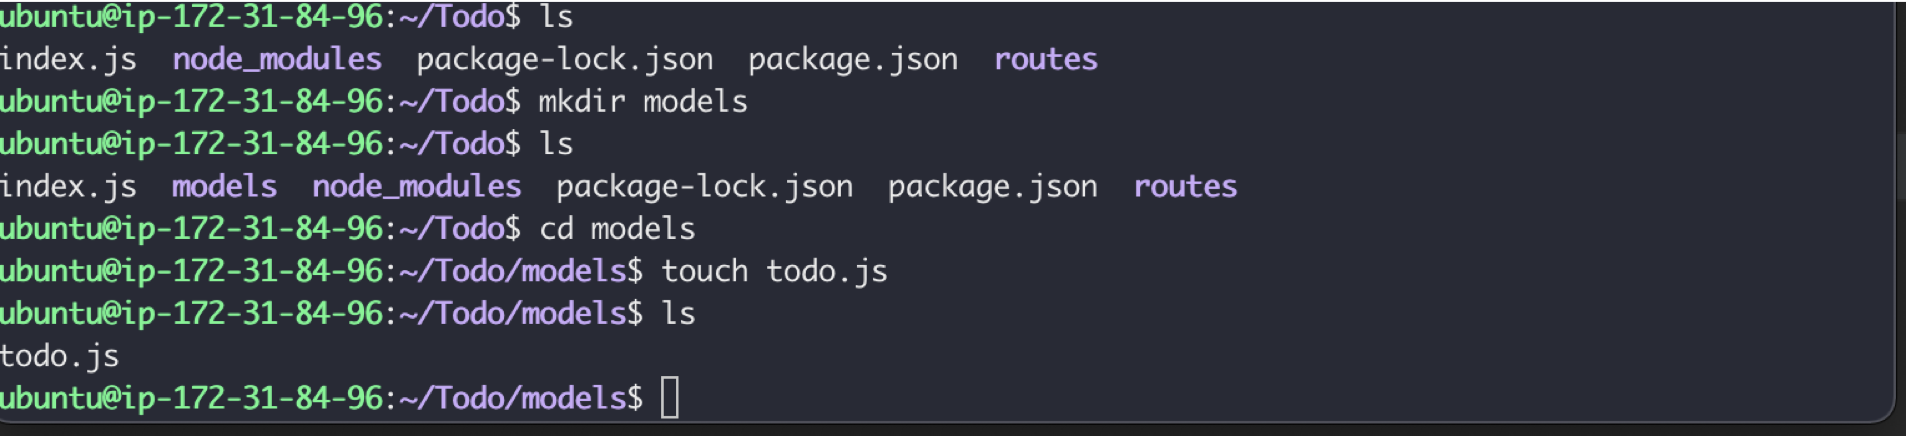 ubuntu@ip-172-31-84-96:~/Todo$ ls
index.js  node_modules  package-lock.json  package.json  routes
ubuntu@ip-172-31-84-96:~/Todo$ mkdir models
ubuntu@ip-172-31-84-96:~/Todo$ ls
index.js  models  node_modules  package-lock.json  package.json  routes
ubuntu@ip-172-31-84-96:~/Todo$ cd models
ubuntu@ip-172-31-84-96:~/Todo/models$ touch todo.js
ubuntu@ip-172-31-84-96:~/Todo/models$ ls
todo.js
ubuntu@ip-172-31-84-96:~/Todo/models$